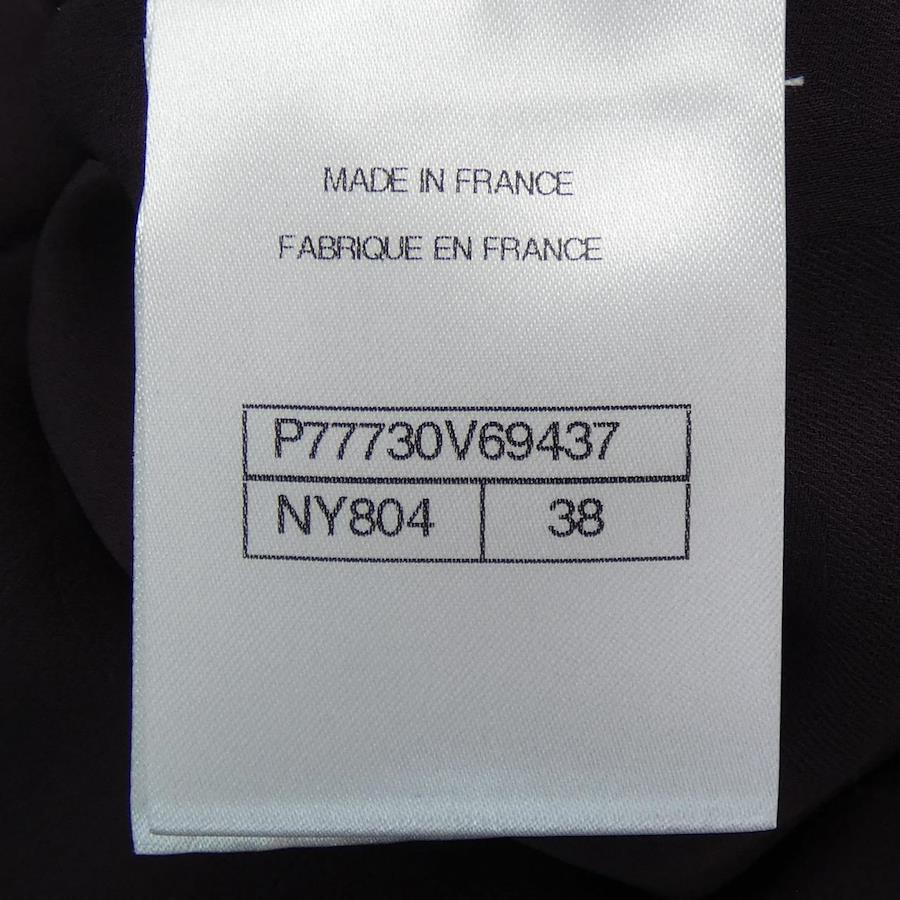 MADE IN FRANCE
FABRIQUE EN FRANCE
P77730V69437
NY804 38